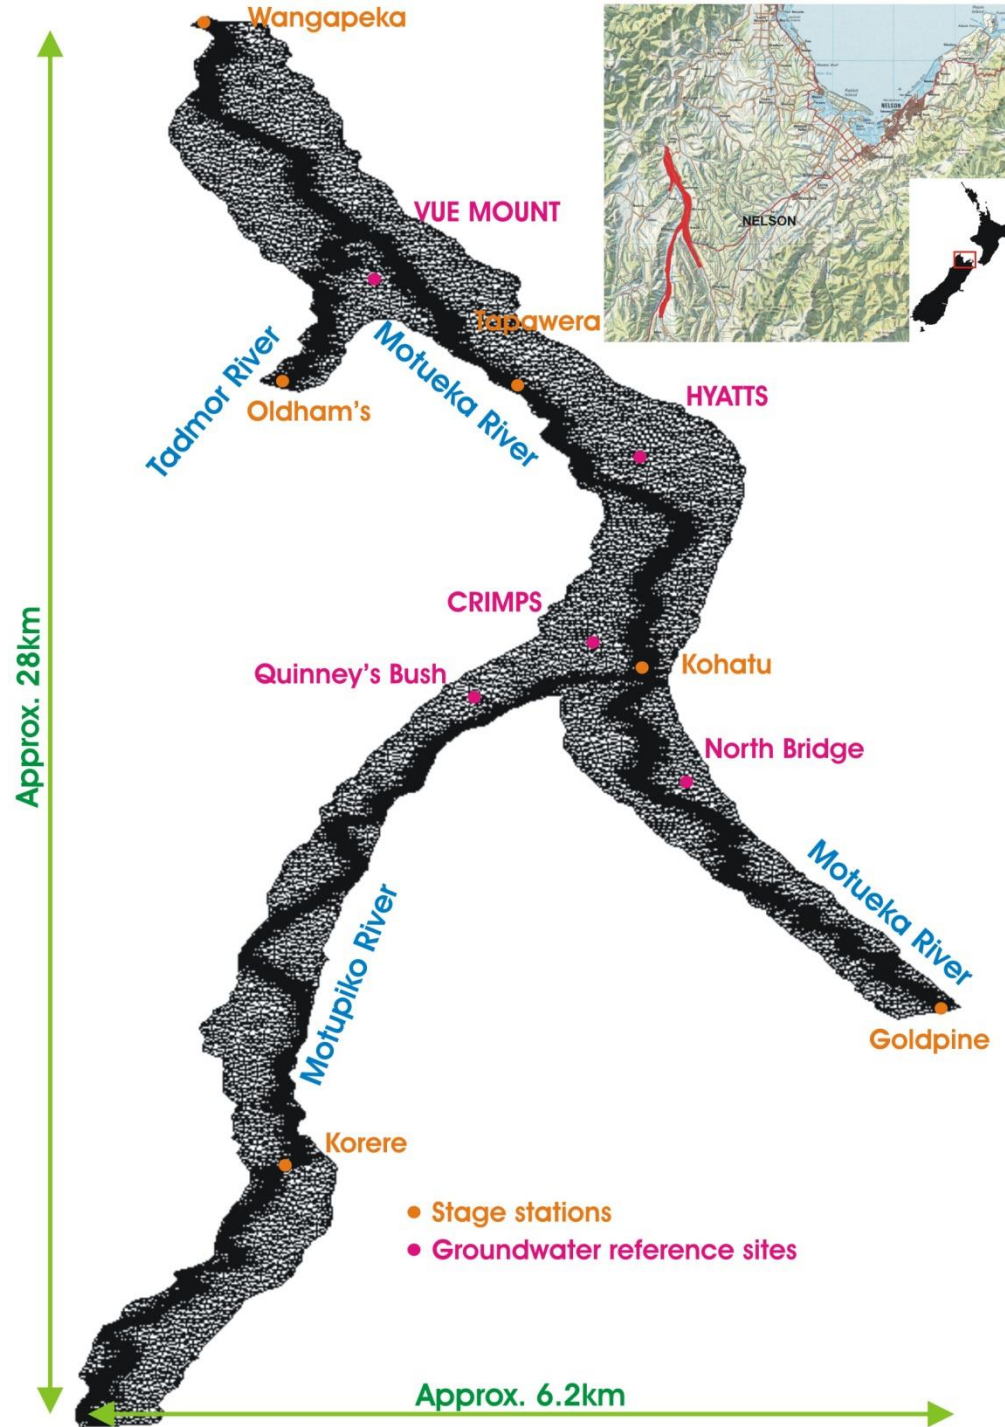 Wangapeka
VUE MOUNT
NELSON
NELSON
Tapawera
Tadmor River
Motueka River
Oldham's
HYATTS
Approx. 28km
CRIMPS
Quinney's Bush
Kohatu
North Bridge
Motueka River
Motupiko River
Goldpine
Korere
Stage stations
Groundwater reference sites
Approx. 6.2km